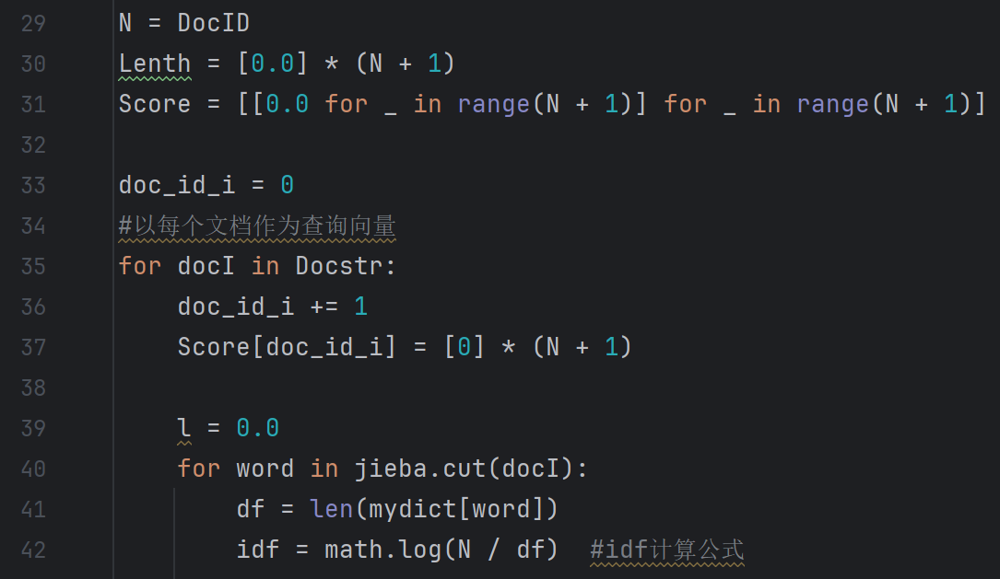 29 N = DocID
30 Lenth = [0.0] * (N + 1)
31 Score = [[0.0 for _ in range(N + 1)] for _ in range(N + 1)]
32
33 doc_id_i = 0
34 #以每个文档作为查询向量
35 for docI in Docstr:
36     doc_id_i += 1
37     Score[doc_id_i] = [0] * (N + 1)
38
39     l = 0.0
40     for word in jieba.cut(docI):
41         df = len(mydict[word])
42         idf = math.log(N / df)  #idf计算公式